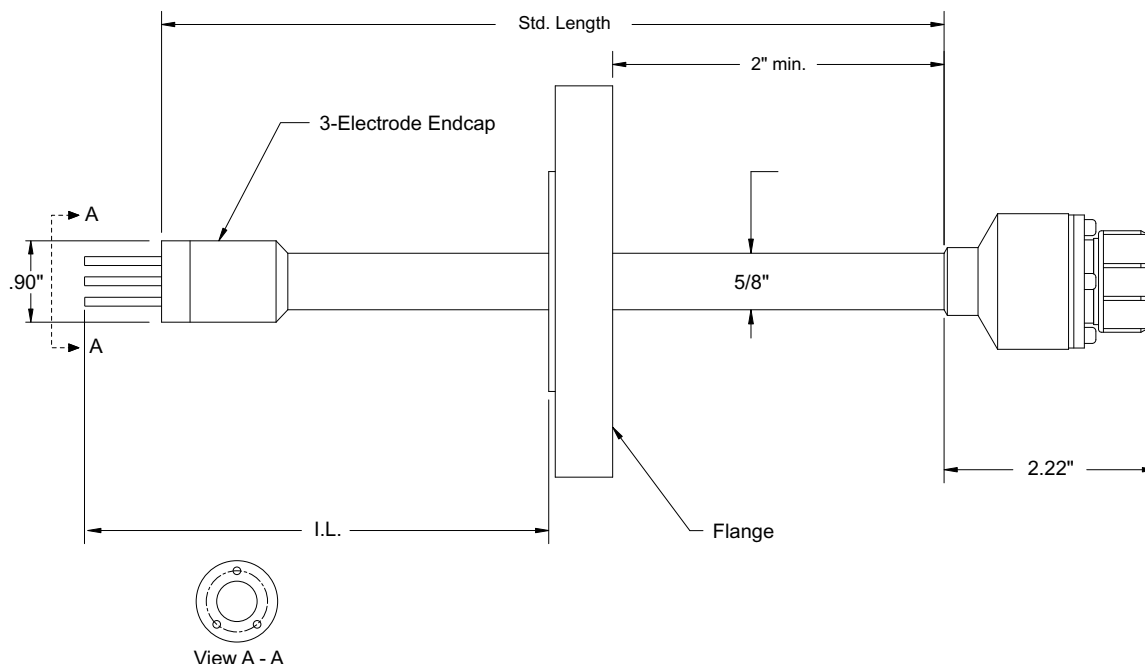 Std. Length
2" min.
3-Electrode Endcap
A
.90"
5/8"
A
2.22"
I.L.
Flange
View A - A